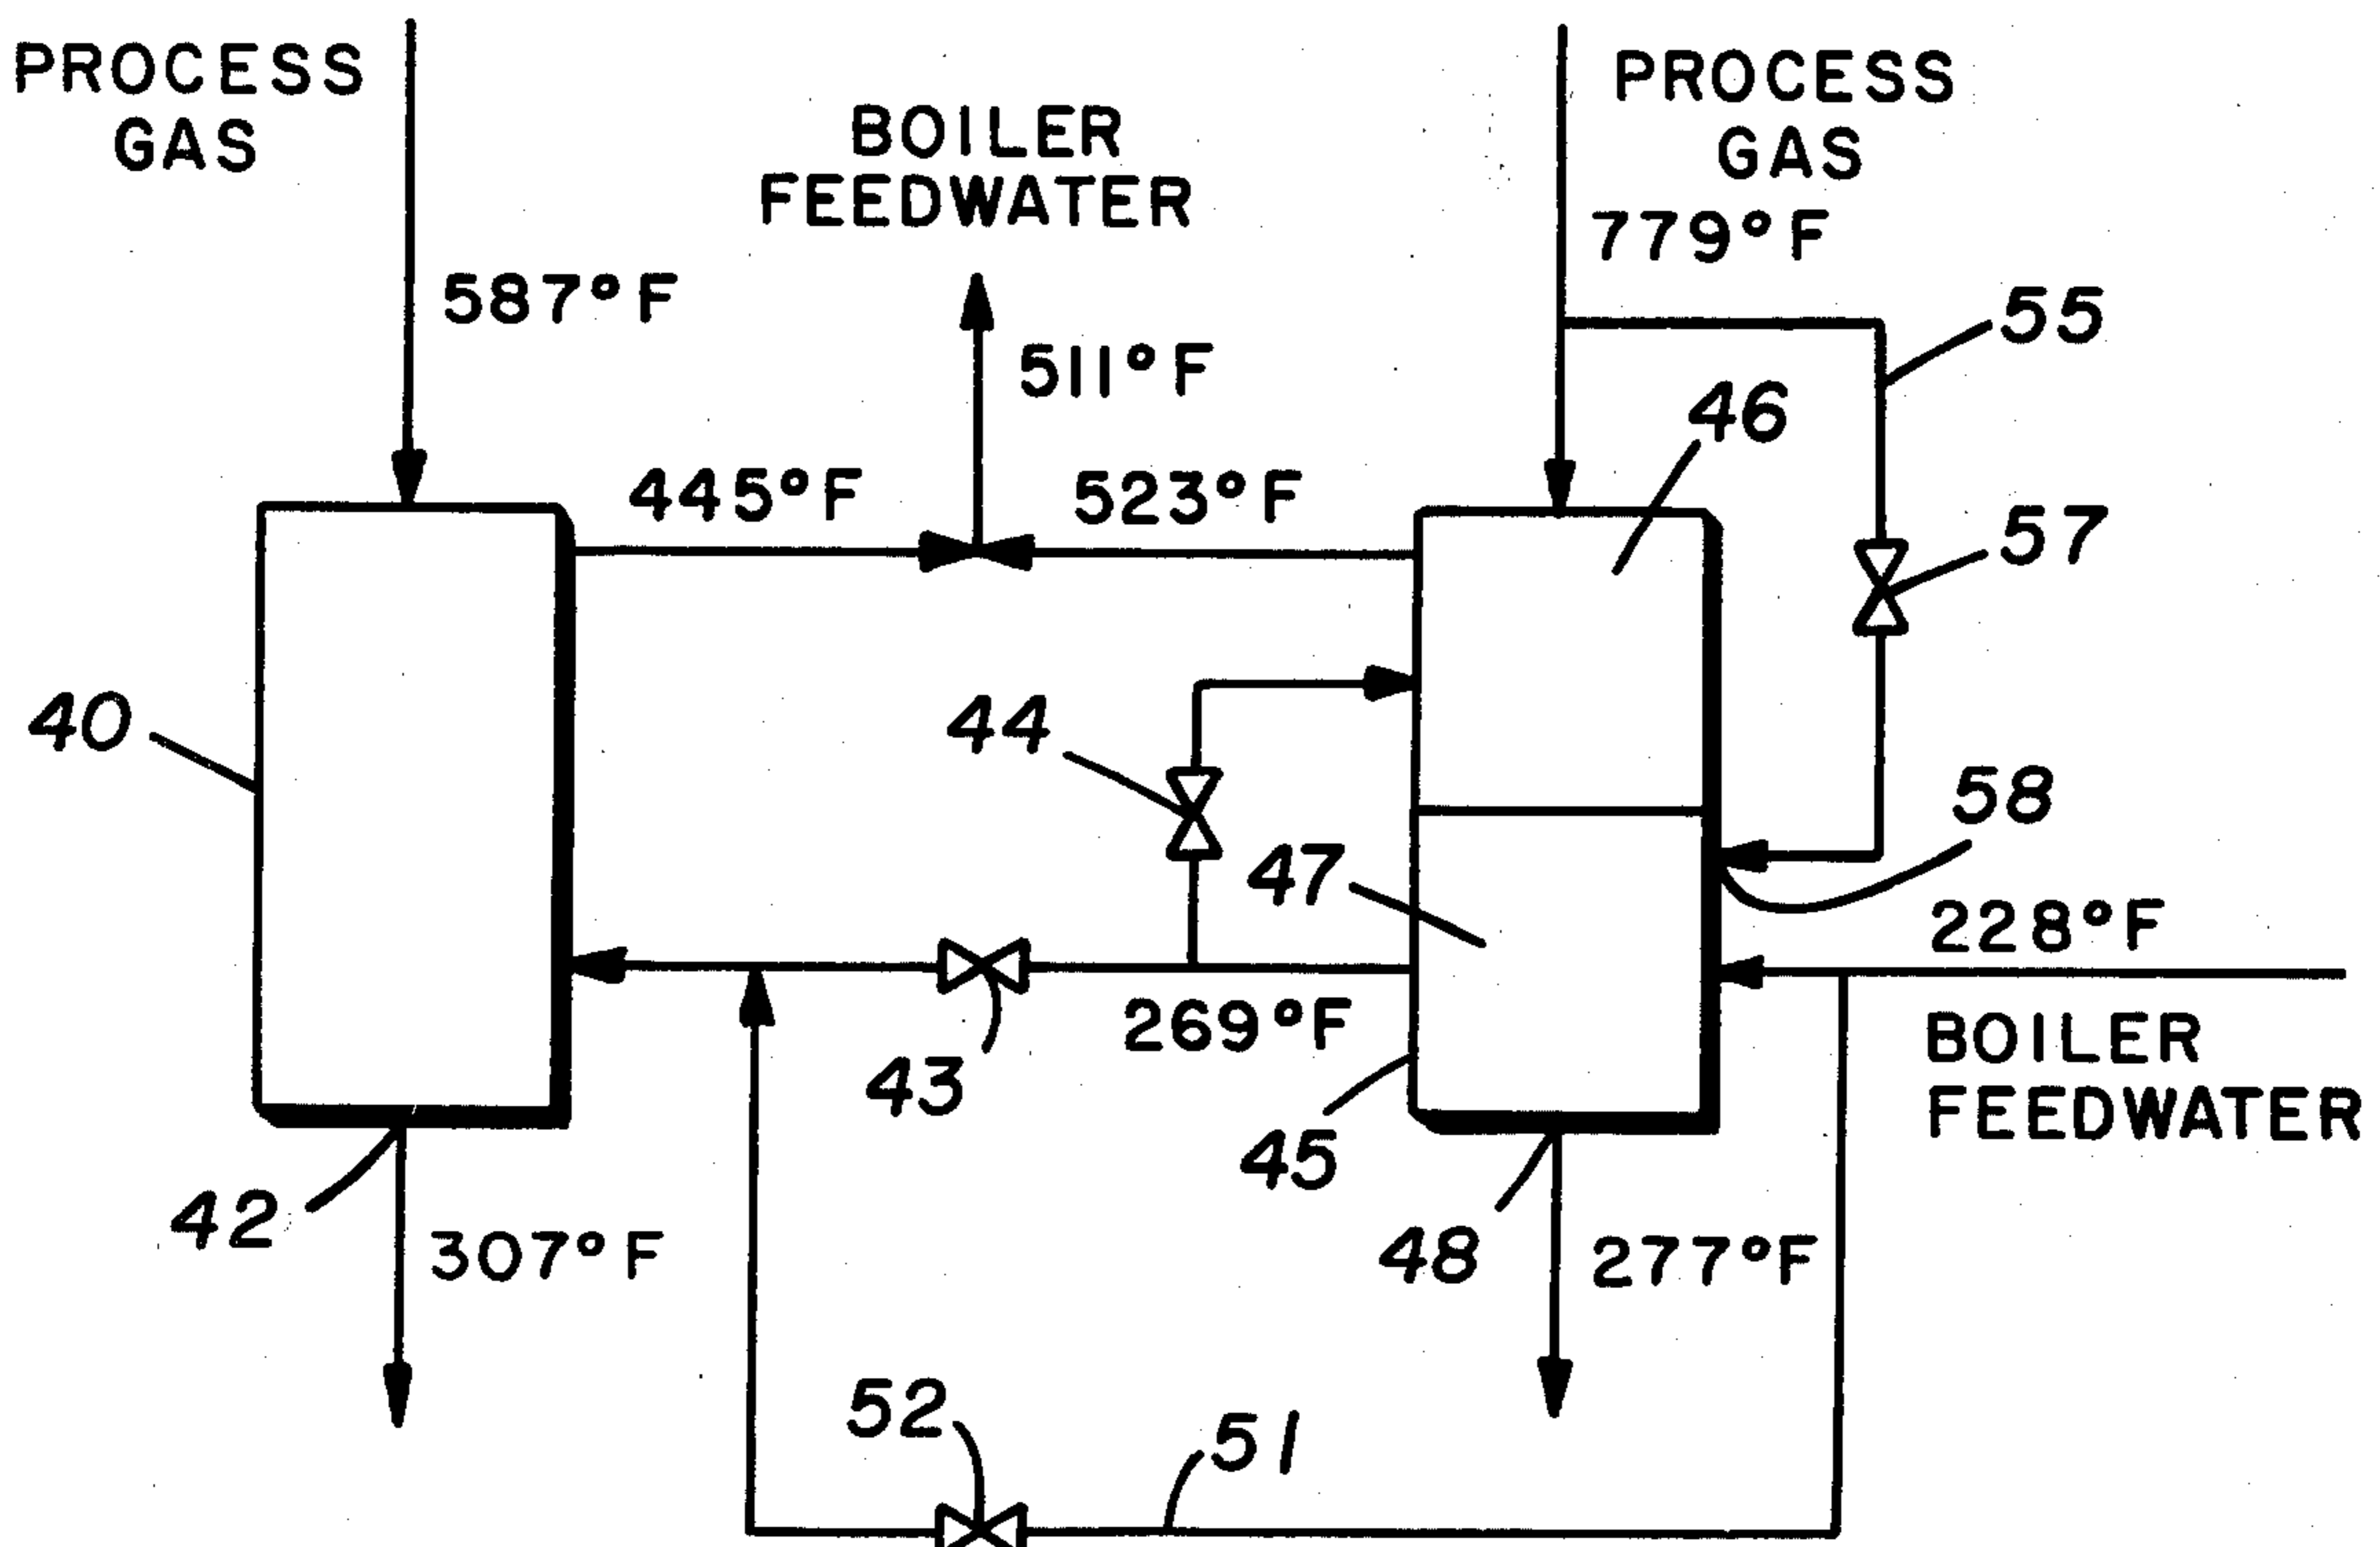 PROCESS
GAS
587°F
BOILER
FEEDWATER
511°F
PROCESS
GAS
779°F
55
46
445°F
523°F
57
40
44
58
47
228°F
269°F
43
BOILER
FEEDWATER
45
42
307°F
48
277°F
52
51